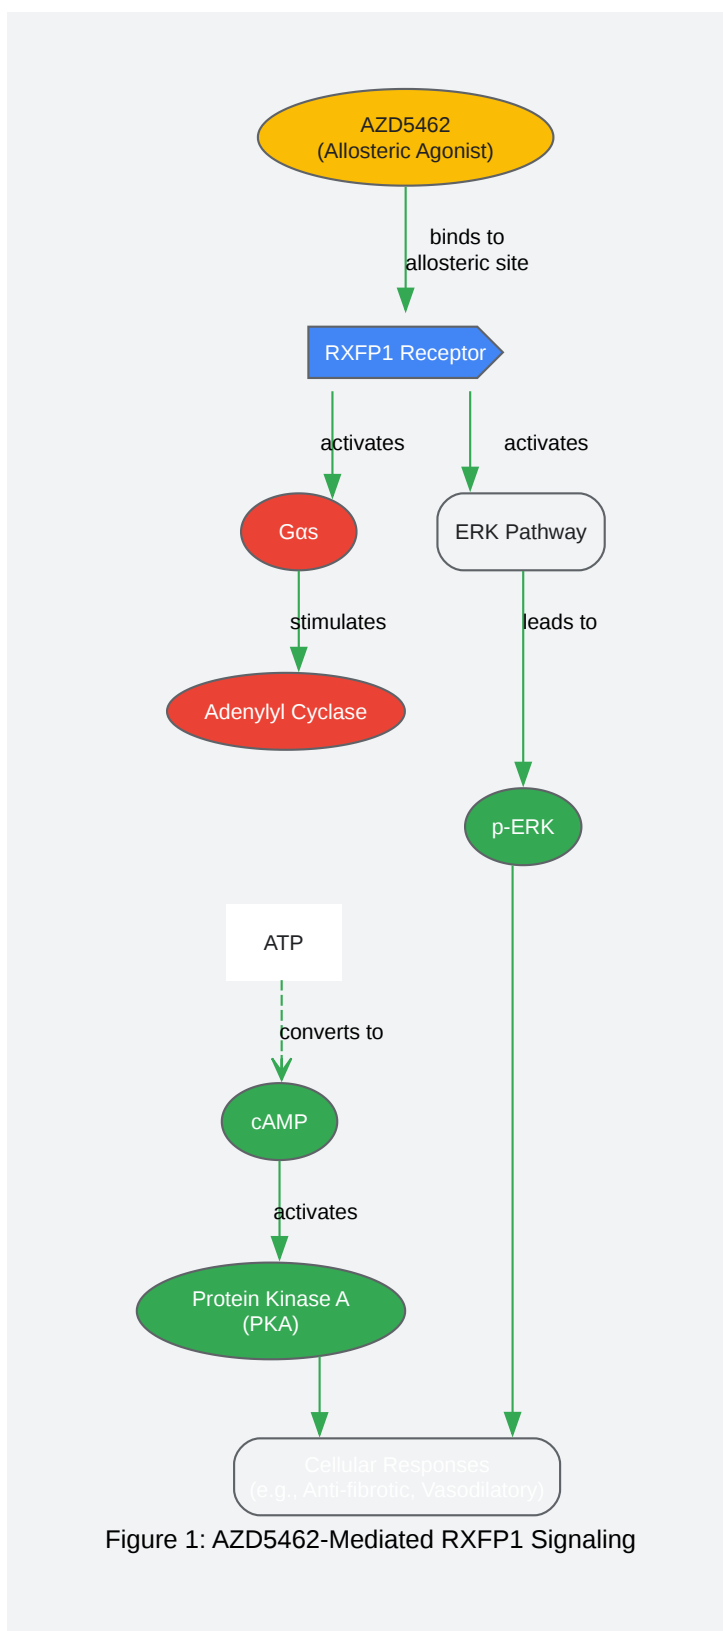 AZD5462
(Allosteric Agonist)
binds to
allosteric site
RXFP1 Receptor
activates
activates
Gαs
ERK Pathway
stimulates
leads to
Adenylyl Cyclase
p-ERK
ATP
converts to
cAMP
activates
Protein Kinase A
(PKA)
Cellular Responses
(e.g., Anti-fibrotic, Vasodilatory)
Figure 1: AZD5462-Mediated RXFP1 Signaling